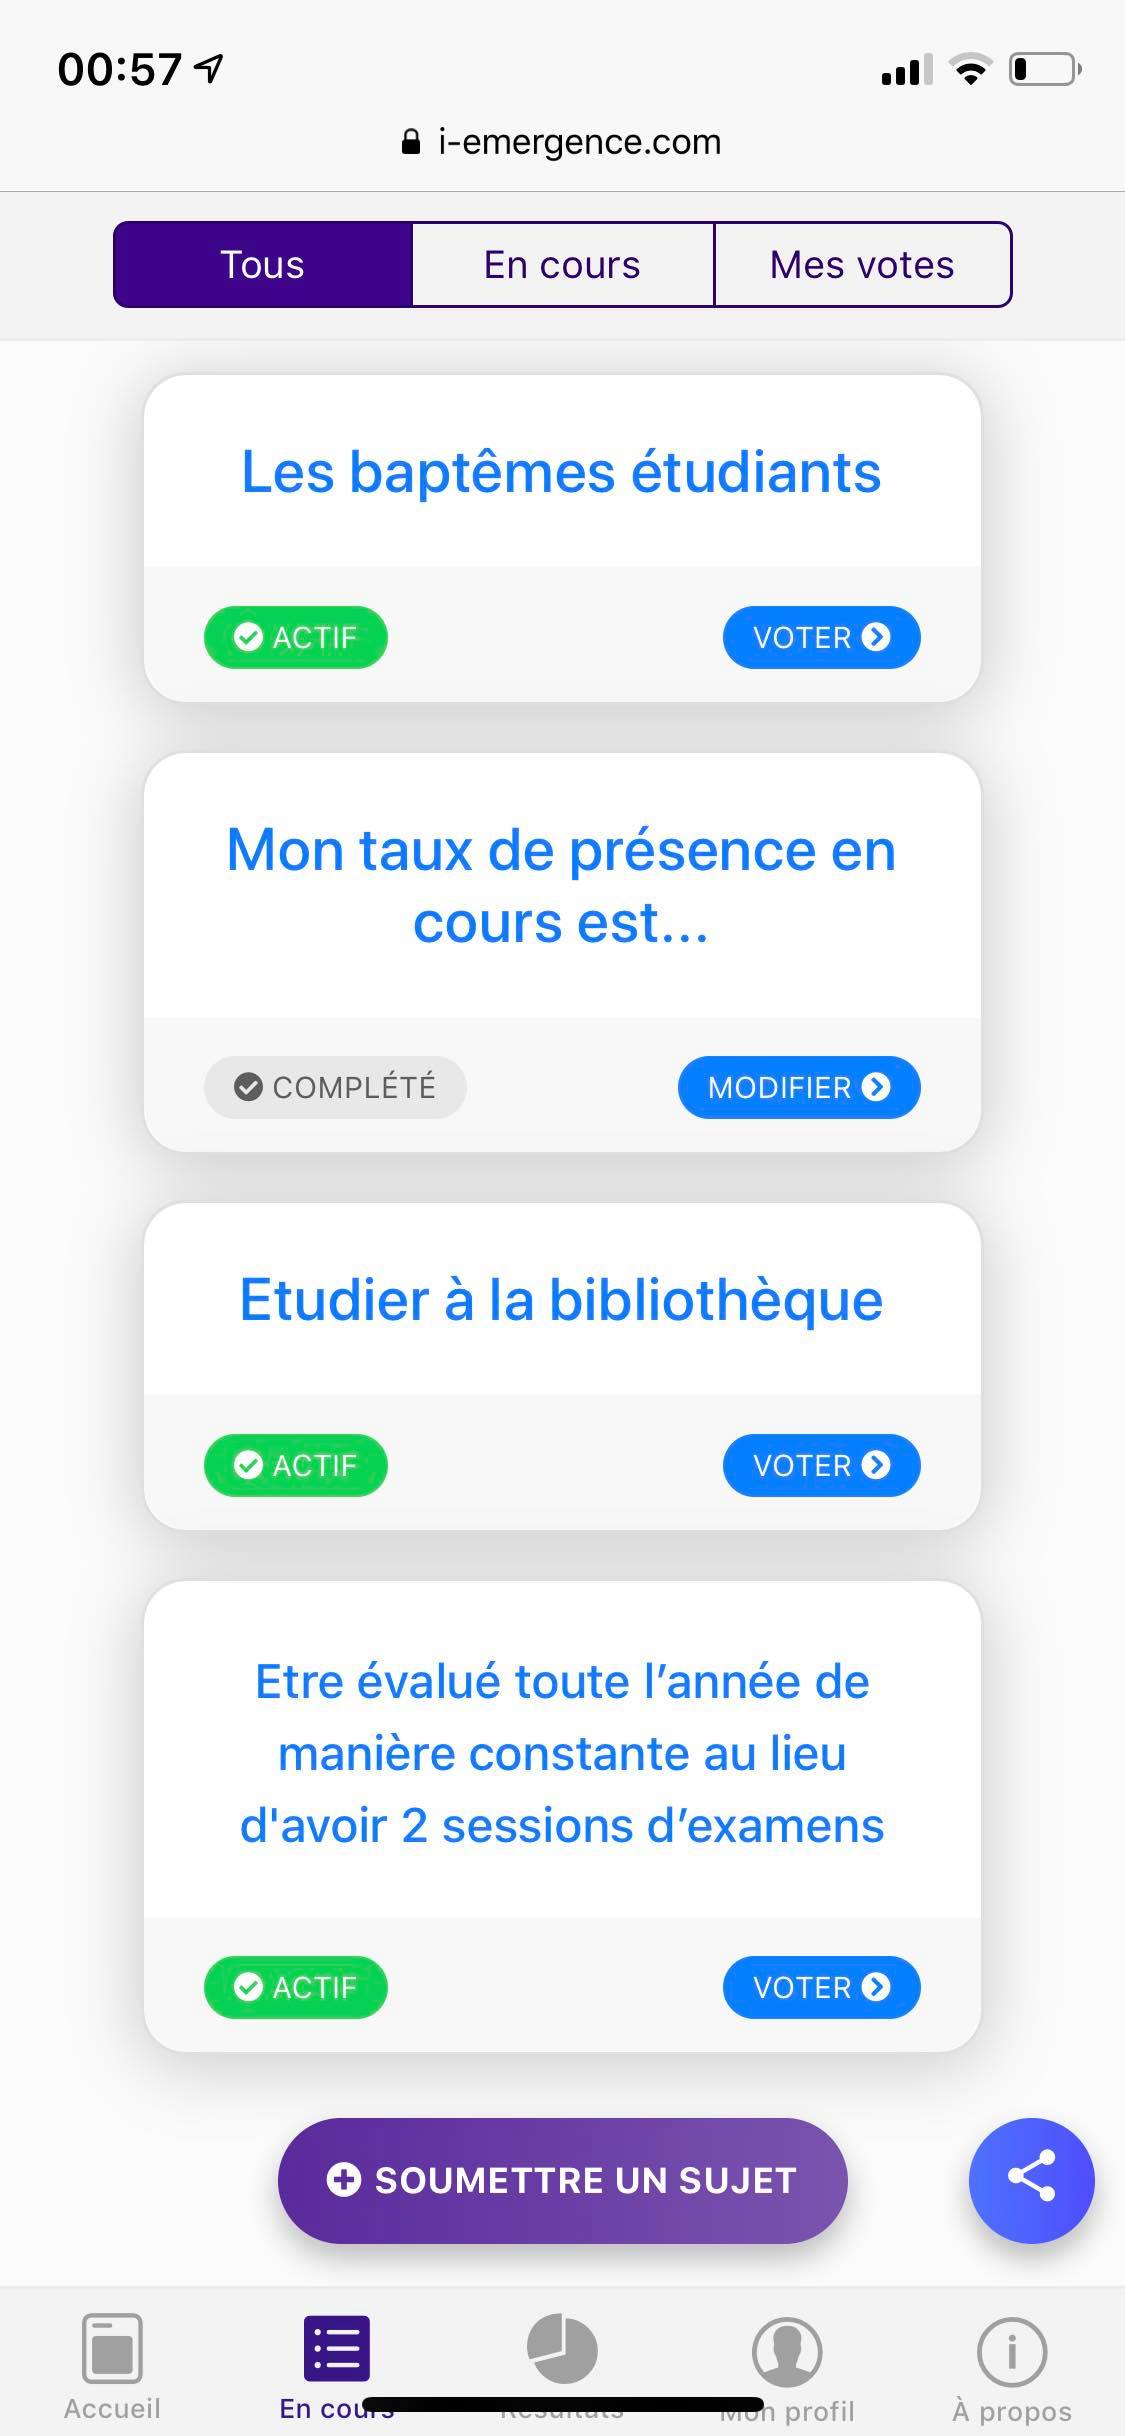 00:57
i-emergence.com
Tous En cours Mes votes
Les baptêmes étudiants
ACTIF VOTER
Mon taux de présence en
cours est...
COMPLÉTÉ MODIFIER
Etudier à la bibliothèque
ACTIF VOTER
Etre évalué toute l’année de
manière constante au lieu
d'avoir 2 sessions d’examens
ACTIF VOTER
SOUMETTRE UN SUJET
Accueil En cours Résultats Mon profil À propos